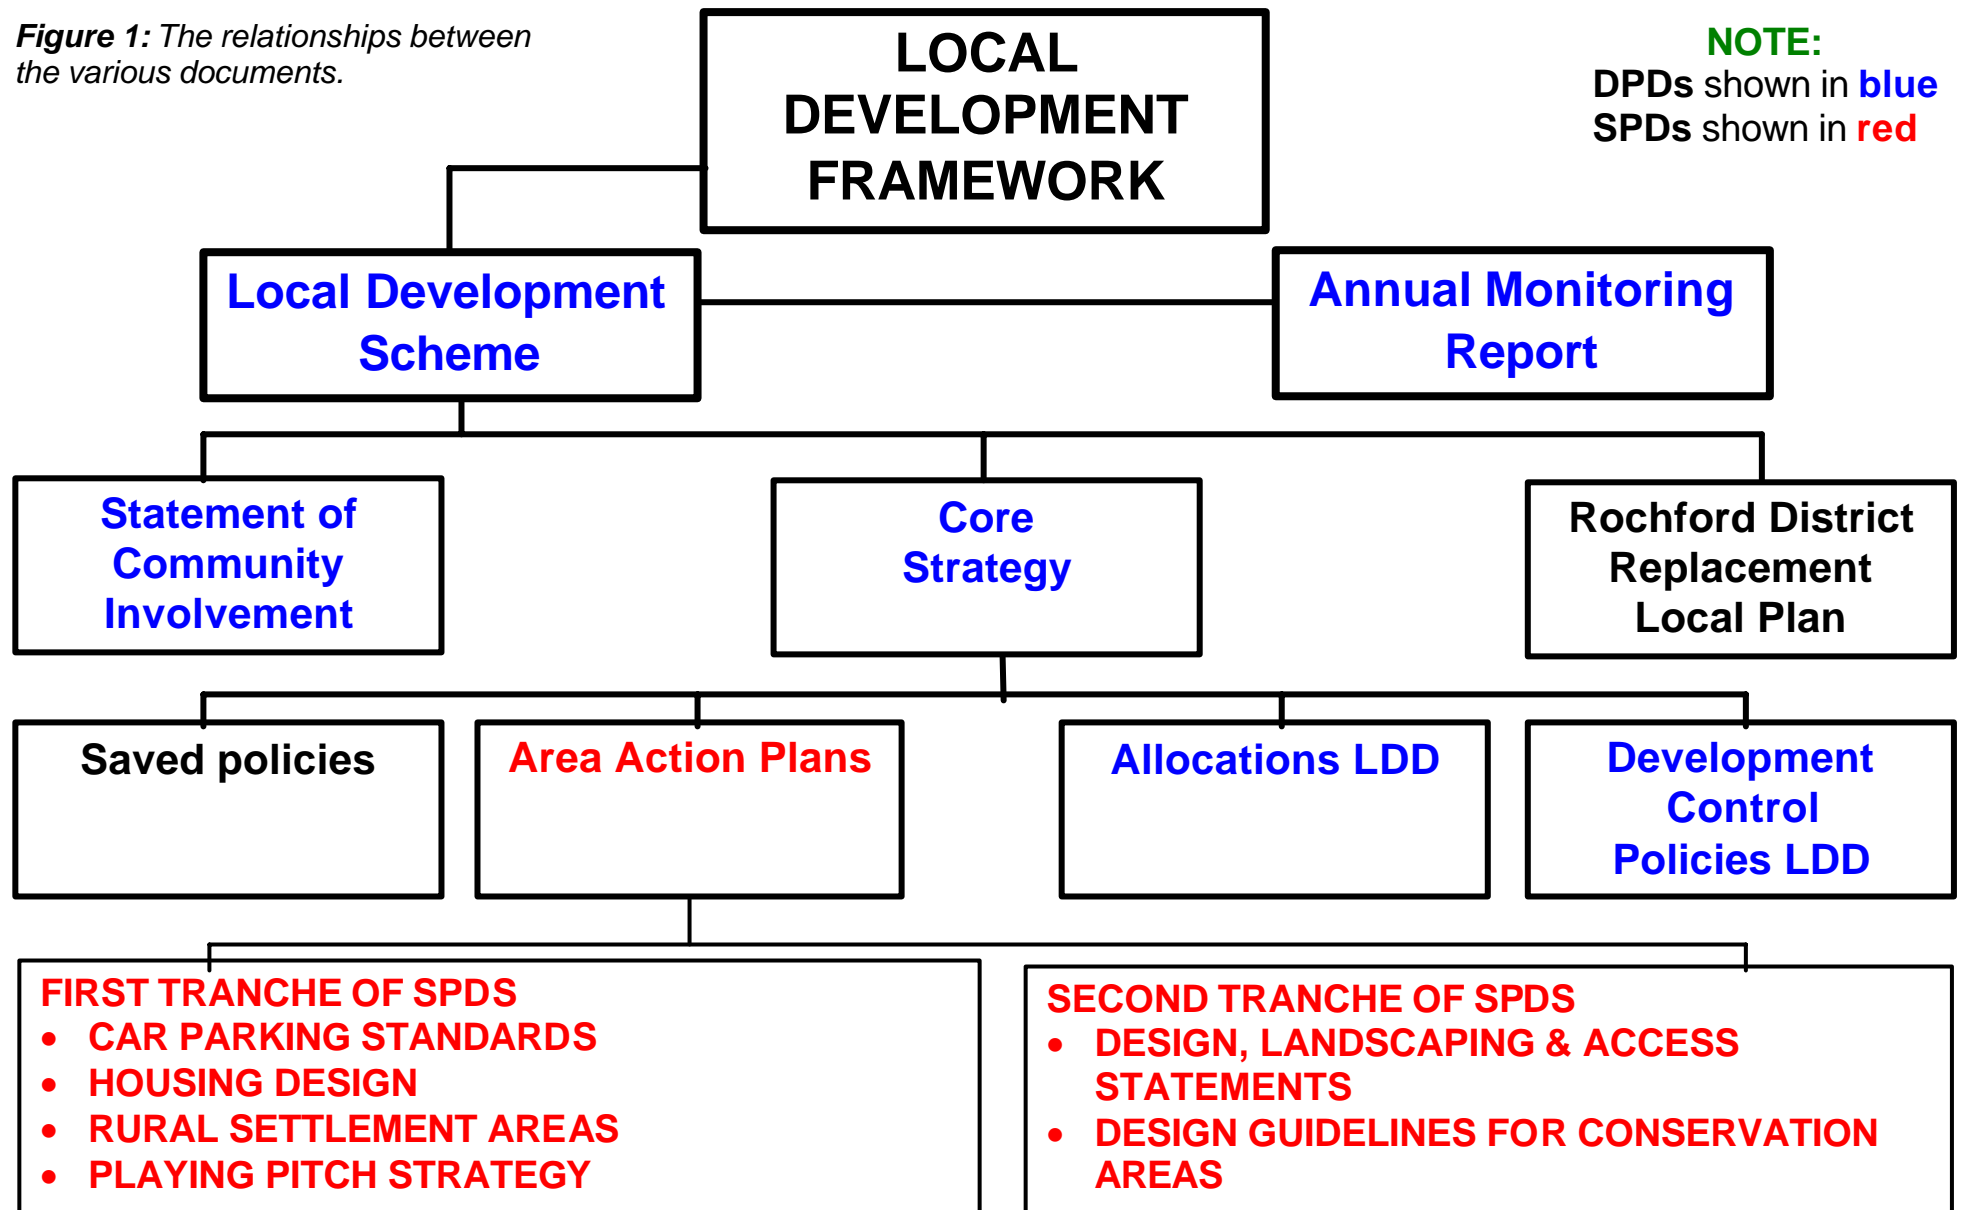 Figure 1: The relationships between
the various documents.
LOCAL
DEVELOPMENT
FRAMEWORK
NOTE:
DPDs shown in blue
SPDs shown in red
Local Development
Scheme
Annual Monitoring
Report
Statement of
Community
Involvement
Core
Strategy
Rochford District
Replacement
Local Plan
Saved policies
Area Action Plans
Allocations LDD
Development
Control
Policies LDD
FIRST TRANCHE OF SPDS
• CAR PARKING STANDARDS
• HOUSING DESIGN
• RURAL SETTLEMENT AREAS
• PLAYING PITCH STRATEGY
SECOND TRANCHE OF SPDS
• DESIGN, LANDSCAPING & ACCESS
STATEMENTS
• DESIGN GUIDELINES FOR CONSERVATION
AREAS